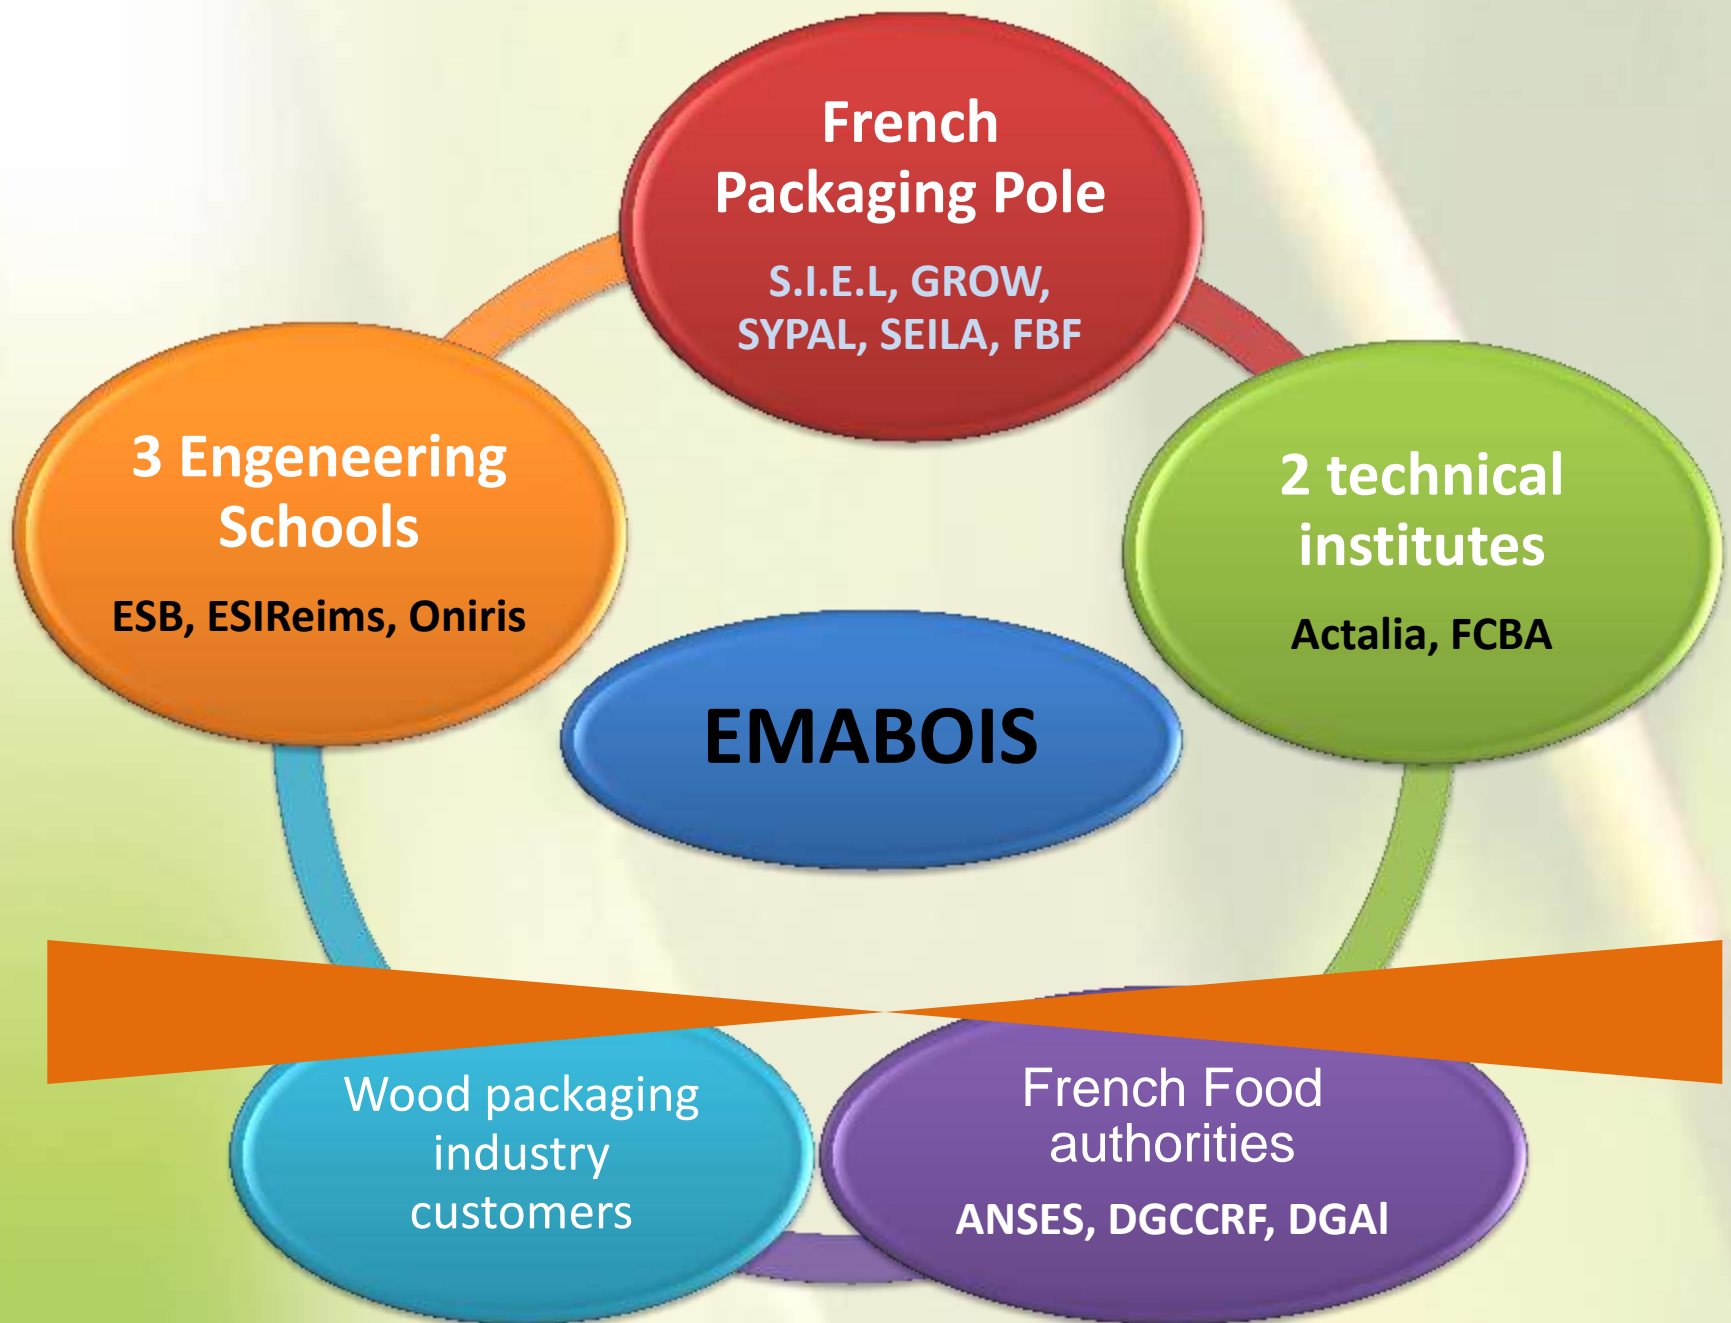 French
Packaging Pole
S.I.E.L, GROW,
SYPAL, SEILA, FBF
3 Engeneering
Schools
ESB, ESIReims, Oniris
2 technical
institutes
Actalia, FCBA
EMABOIS
Wood packaging
industry
customers
French Food
authorities
ANSES, DGCCRF, DGAl